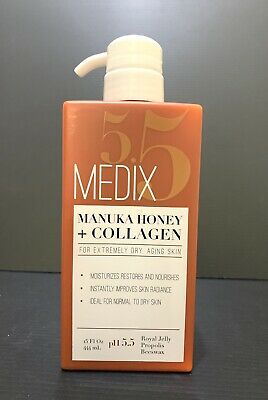 5.5
MEDIX
MANUKA HONEY
+ COLLAGEN
FOR EXTREMELY DRY, AGING SKIN
• MOISTURIZES RESTORES AND NOURISHES
• INSTANTLY IMPROVES SKIN RADIANCE
• IDEAL FOR NORMAL TO DRY SKIN
15 Fl Oz
444 mL
pH 5.5
Royal Jelly
Propolis
Beeswax